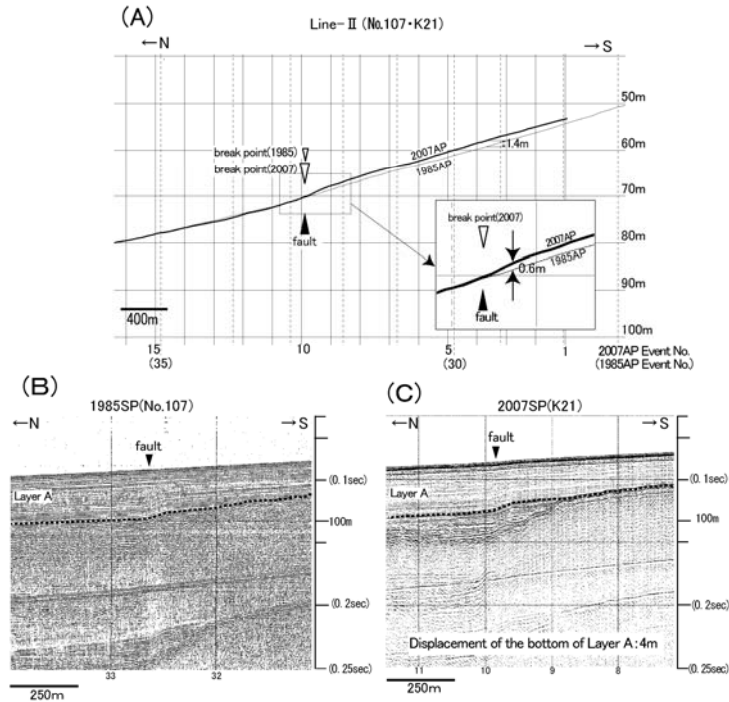 (A)
Line-Ⅱ (No.107・K21)
←N
→S
50m
60m
70m
80m
90m
100m
2007AP
1985AP
1.4m
break point(1985)
break point(2007)
fault
break point(2007)
2007AP
1985AP
0.6m
fault
400m
15
10
5
1
2007AP Event No.
(35)
(30)
(1985AP Event No.)
(B)
1985SP(No.107)
←N
→S
fault
Layer A
(0.1sec)
100m
(0.2sec)
(0.25sec)
33
32
250m
(C)
2007SP(K21)
←N
→S
fault
Layer A
(0.1sec)
100m
(0.2sec)
Displacement of the bottom of Layer A:4m
(0.25sec)
11
10
9
8
250m